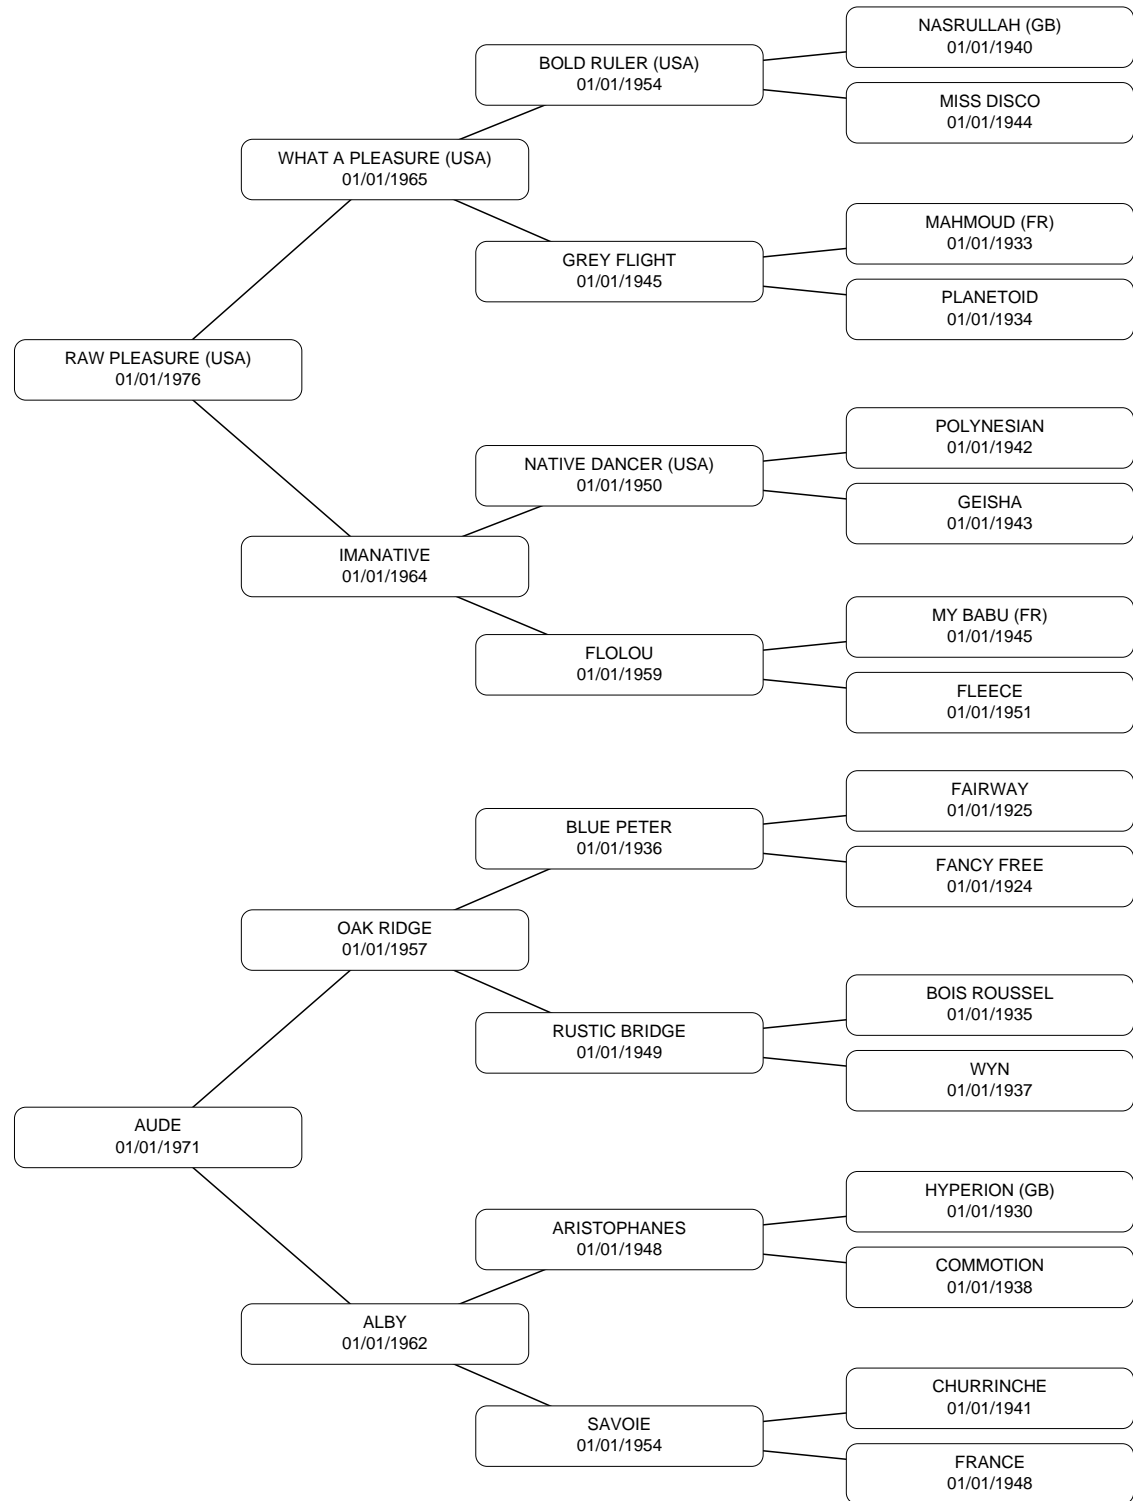 NASRULLAH (GB)
01/01/1940
BOLD RULER (USA)
01/01/1954
MISS DISCO
01/01/1944
WHAT A PLEASURE (USA)
01/01/1965
MAHMOUD (FR)
01/01/1933
GREY FLIGHT
01/01/1945
PLANETOID
01/01/1934
RAW PLEASURE (USA)
01/01/1976
POLYNESIAN
01/01/1942
NATIVE DANCER (USA)
01/01/1950
GEISHA
01/01/1943
IMANATIVE
01/01/1964
MY BABU (FR)
01/01/1945
FLOLOU
01/01/1959
FLEECE
01/01/1951
FAIRWAY
01/01/1925
BLUE PETER
01/01/1936
FANCY FREE
01/01/1924
OAK RIDGE
01/01/1957
BOIS ROUSSEL
01/01/1935
RUSTIC BRIDGE
01/01/1949
WYN
01/01/1937
AUDE
01/01/1971
HYPERION (GB)
01/01/1930
ARISTOPHANES
01/01/1948
COMMOTION
01/01/1938
ALBY
01/01/1962
CHURRINCHE
01/01/1941
SAVOIE
01/01/1954
FRANCE
01/01/1948